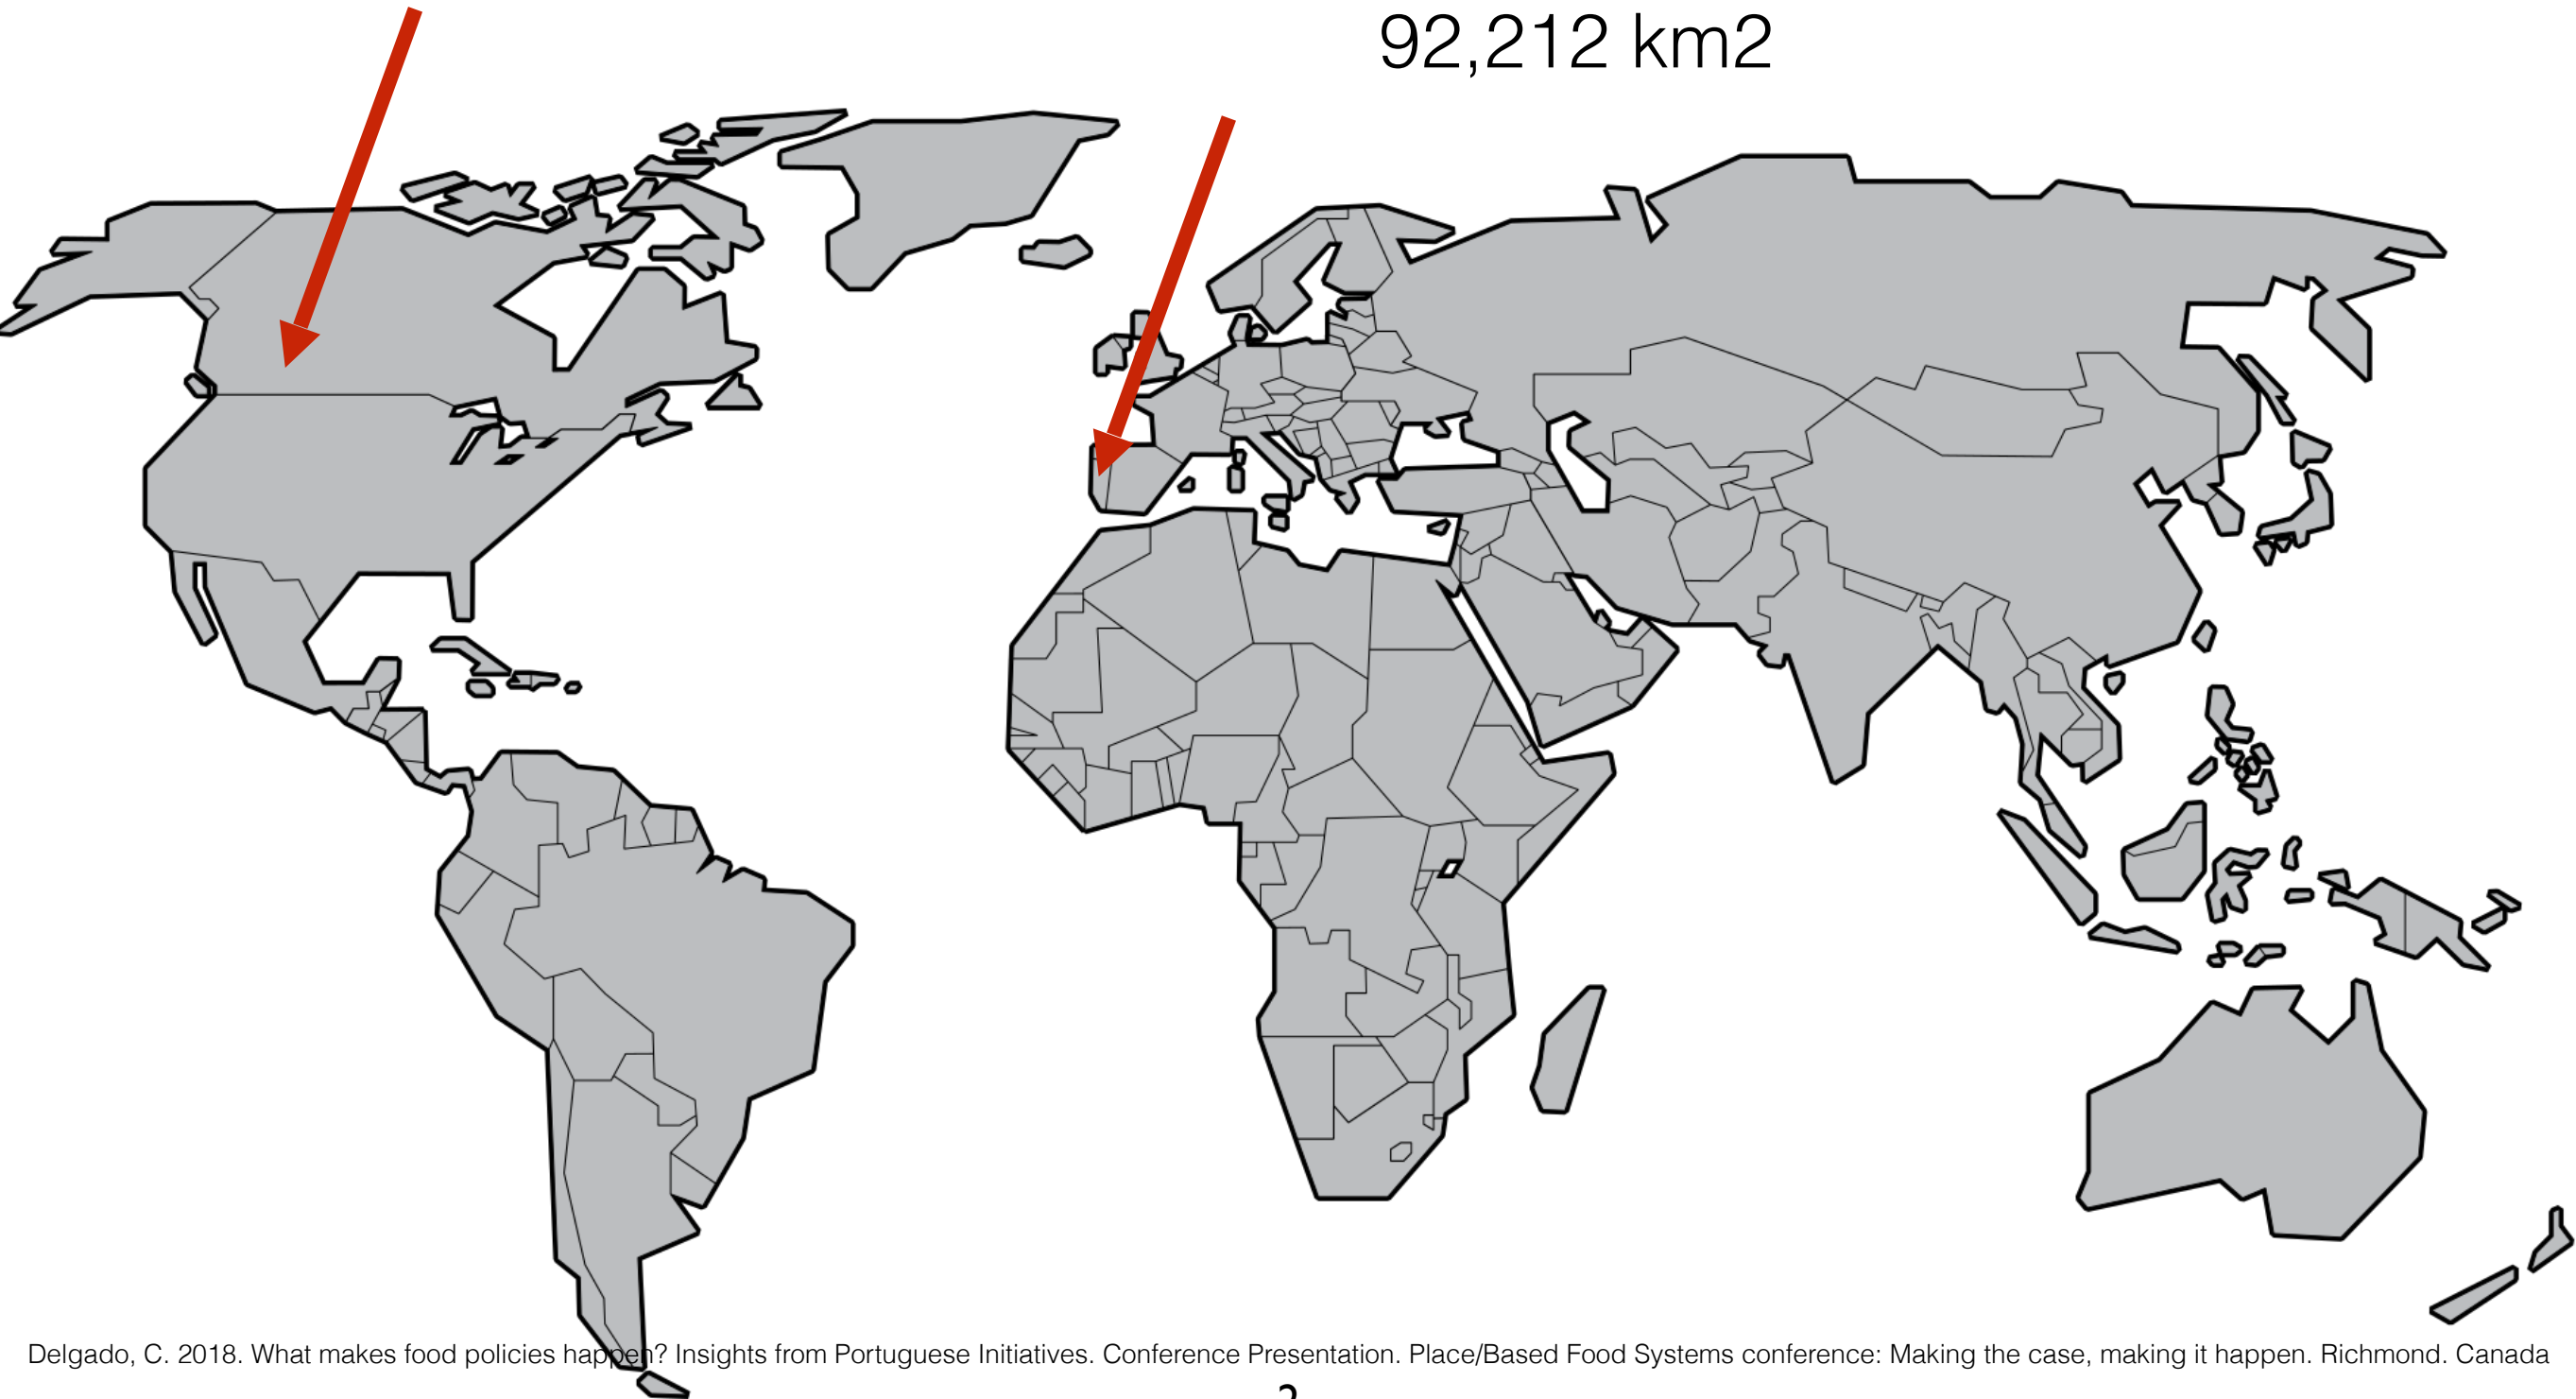 92,212 km2
Delgado, C. 2018. What makes food policies happen? Insights from Portuguese Initiatives. Conference Presentation. Place/Based Food Systems conference: Making the case, making it happen. Richmond. Canada